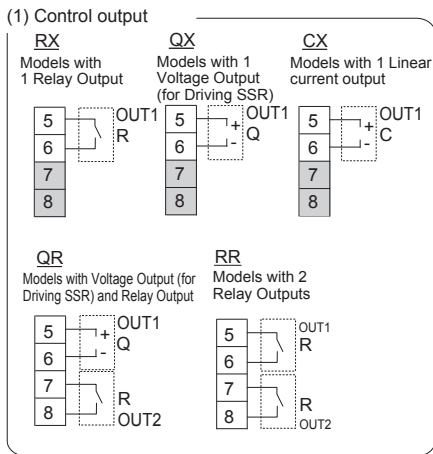 (1) Control output
RX
Models with
1 Relay Output
5
6
7
8
OUT1
R
QX
Models with 1
Voltage Output
(for Driving SSR)
5
6
7
8
+
-
OUT1
Q
CX
Models with 1 Linear
current output
5
6
7
8
+
-
OUT1
C
QR
Models with Voltage Output (for
Driving SSR) and Relay Output
5
6
7
8
+
-
OUT1
Q
R
OUT2
RR
Models with 2
Relay Outputs
5
6
7
8
OUT1
R
R
OUT2